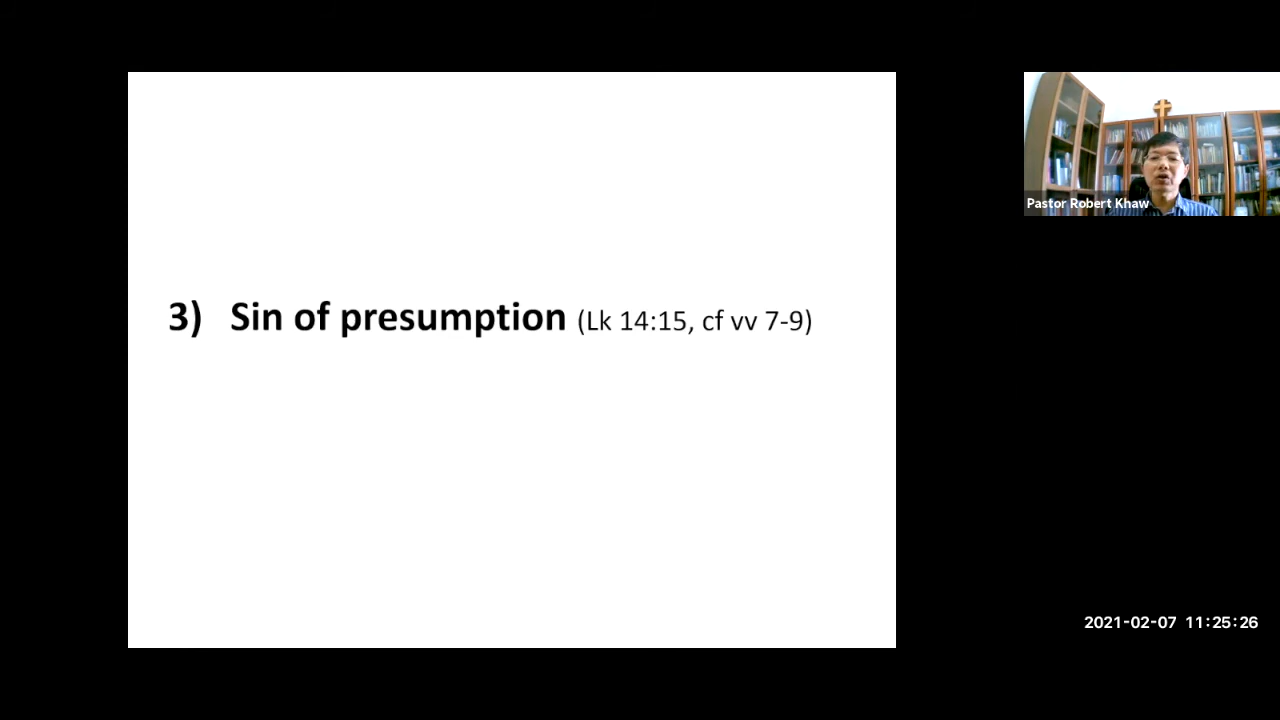 3) Sin of presumption (Lk 14:15, cf vv 7-9)
Pastor Robert Khaw
2021-02-07 11:25:26